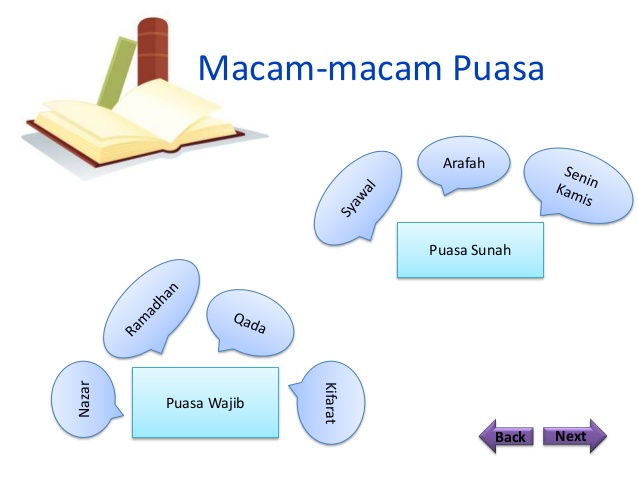 Macam-macam Puasa
Syawal
Arafah
Senin
Kamis
Puasa Sunah
Ramadhan
Qada
Nazar
Puasa Wajib
Kifarat
Back
Next